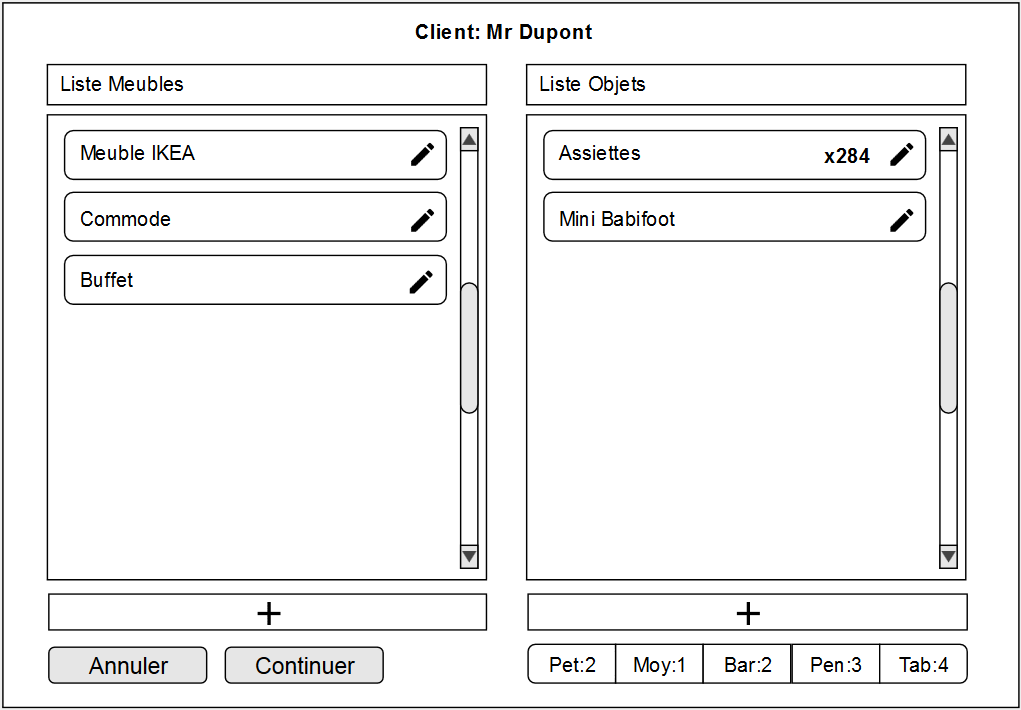 Client: Mr Dupont
Liste Meubles
Meuble IKEA
Commode
Buffet
+
Annuler
Continuer
Liste Objets
Assiettes x284
Mini Babifoot
+
Pet:2 Moy:1 Bar:2 Pen:3 Tab:4